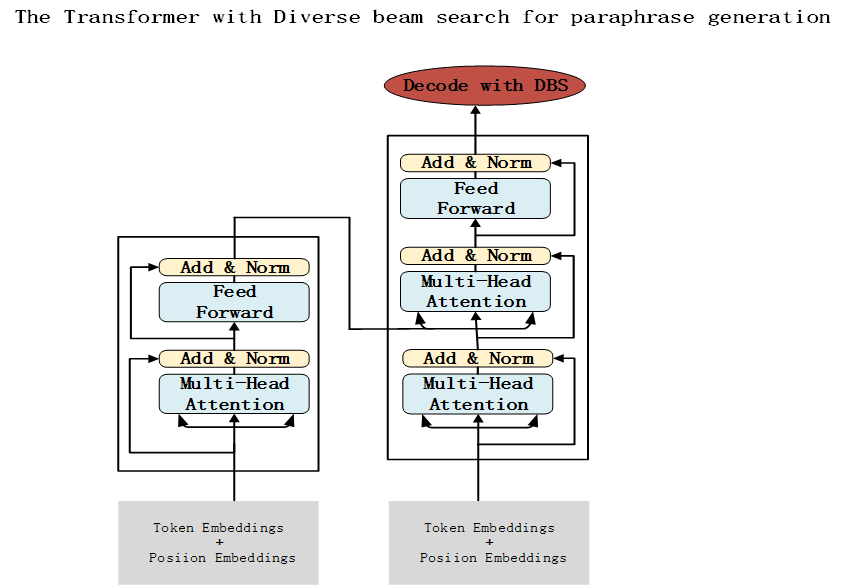 The Transformer with Diverse beam search for paraphrase generation
Decode with DBS
Add & Norm
Feed
Forward
Add & Norm
Multi-Head
Attention
Add & Norm
Multi-Head
Attention
Add & Norm
Feed
Forward
Add & Norm
Multi-Head
Attention
Token Embeddings
+
Posiion Embeddings
Token Embeddings
+
Posiion Embeddings